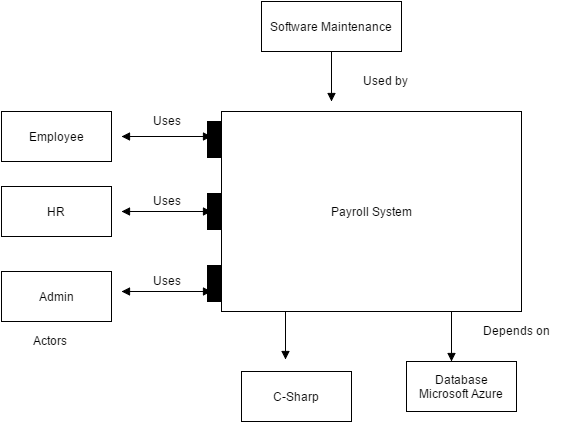 Software Maintenance
Used by
Uses
Employee
Uses
HR
Payroll System
Uses
Admin
Actors
Depends on
Database
Microsoft Azure
C-Sharp